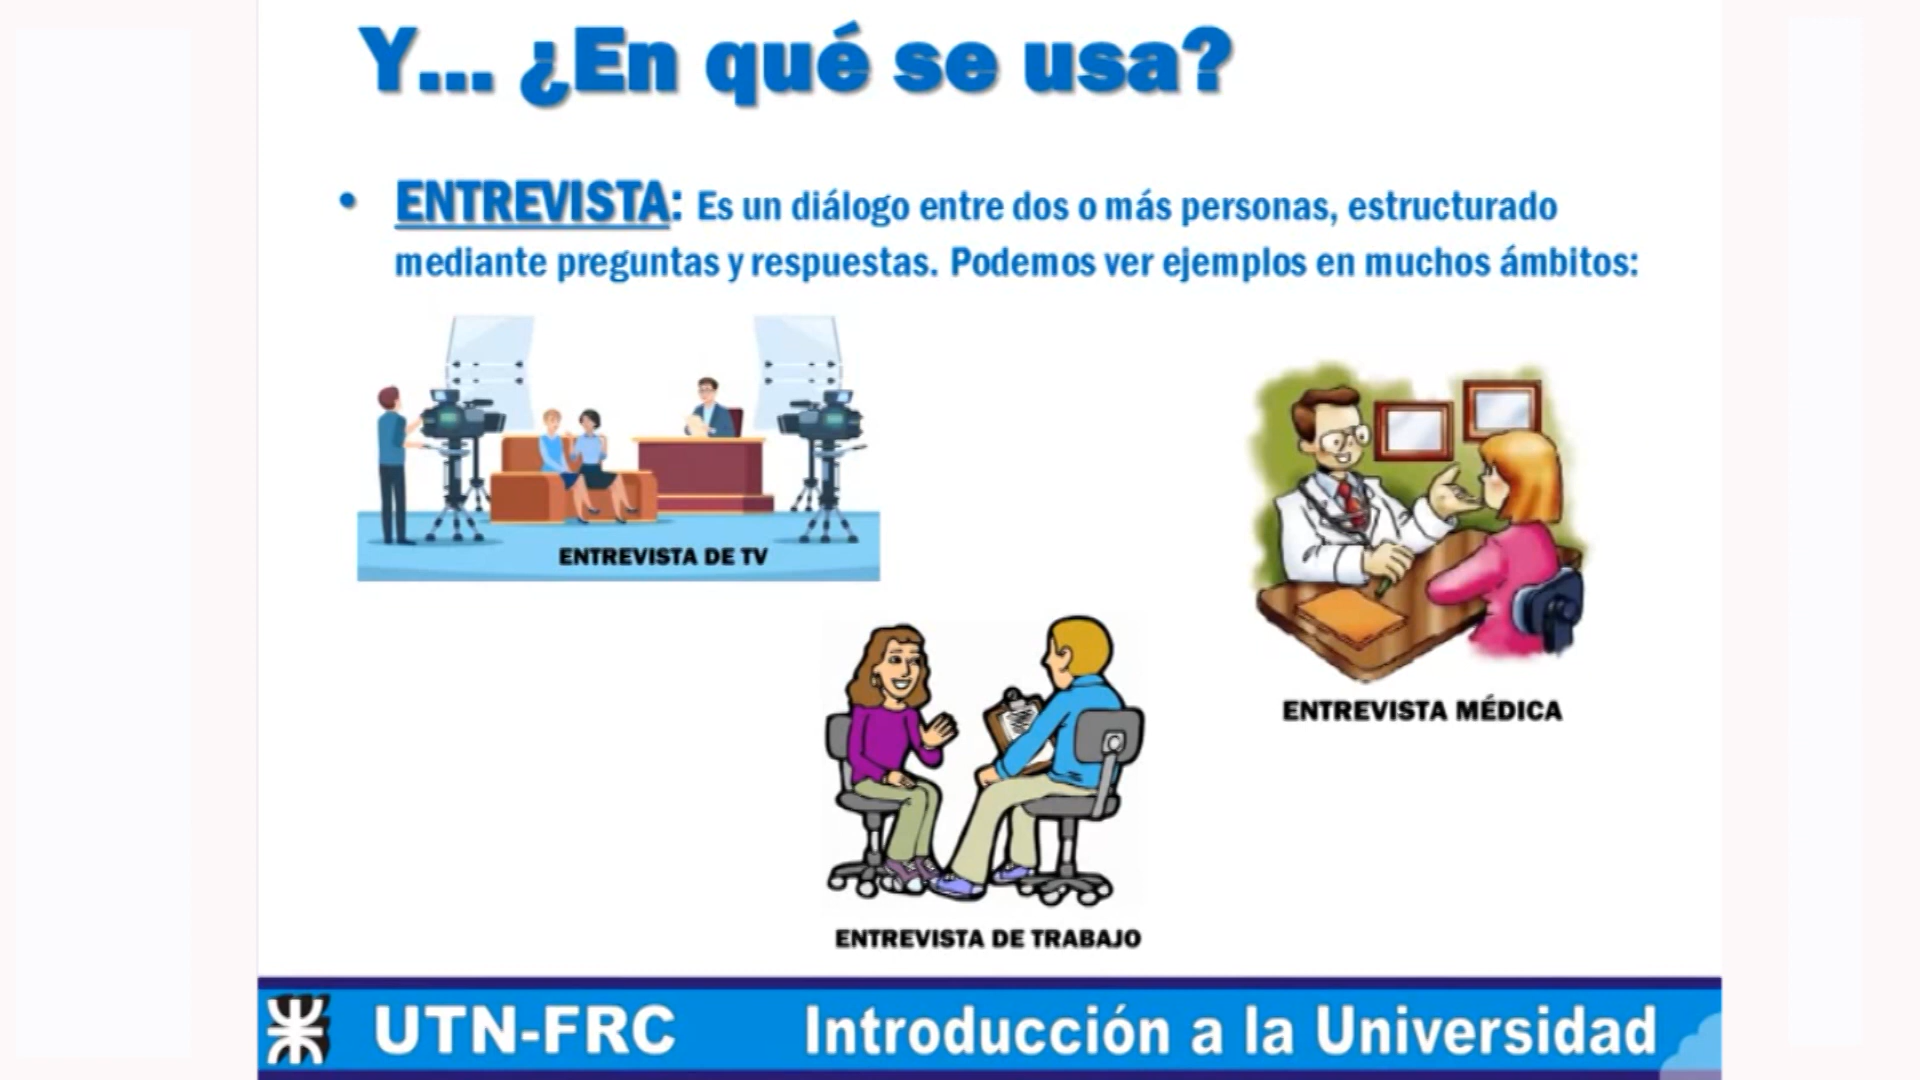 Y... ¿En qué se usa?
• ENTREVISTA: Es un diálogo entre dos o más personas, estructurado
mediante preguntas y respuestas. Podemos ver ejemplos en muchos ámbitos:
ENTREVISTA DE TV
ENTREVISTA MÉDICA
ENTREVISTA DE TRABAJO
UTN-FRC Introducción a la Universidad